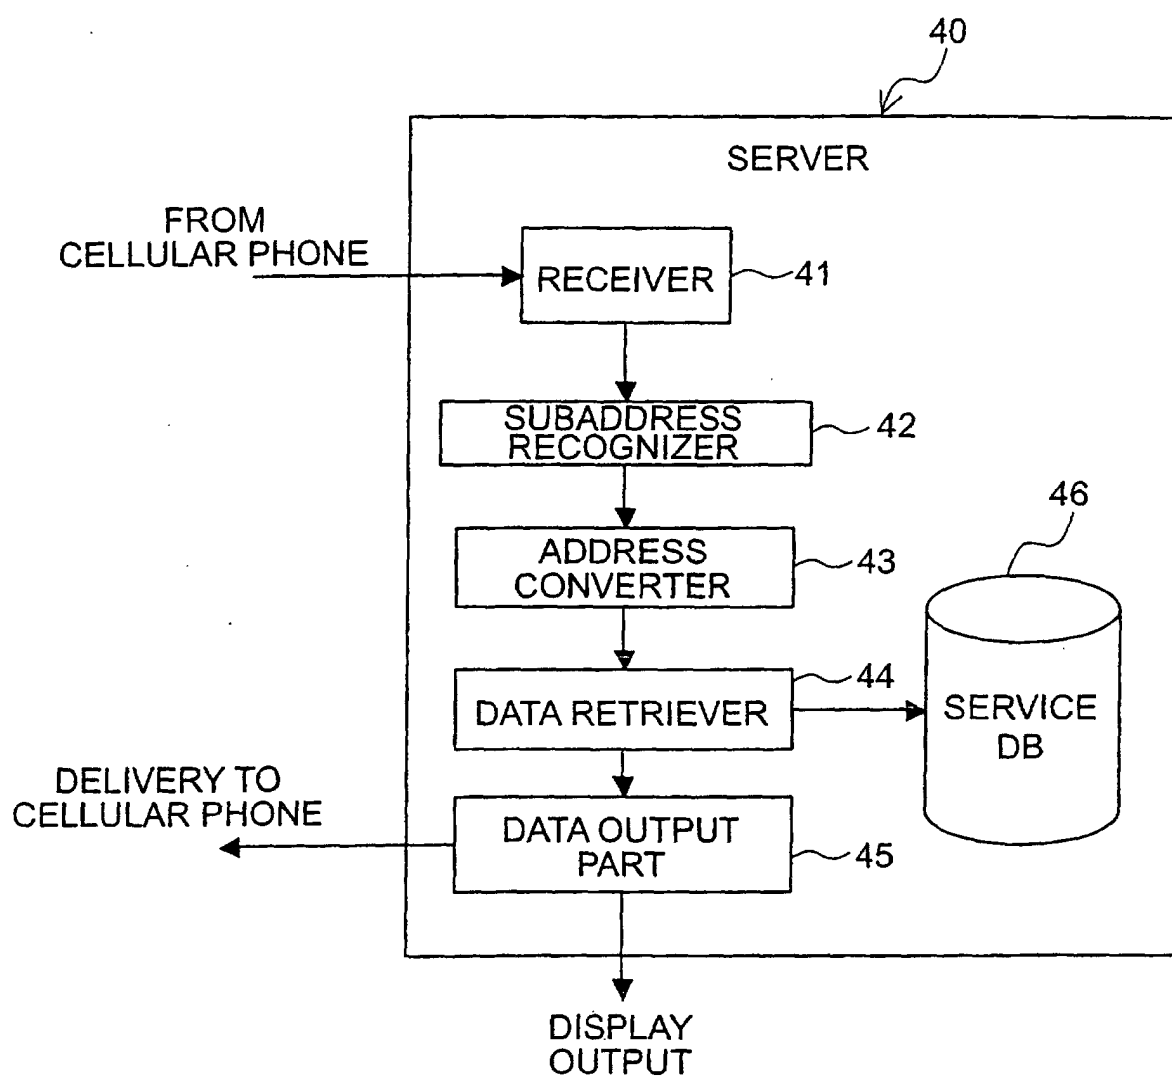 40
SERVER
FROM
CELLULAR PHONE
RECEIVER
41
SUBADDRESS
RECOGNIZER
42
ADDRESS
CONVERTER
43
46
DATA RETRIEVER
44
SERVICE
DB
DELIVERY TO
CELLULAR PHONE
DATA OUTPUT
PART
45
DISPLAY
OUTPUT